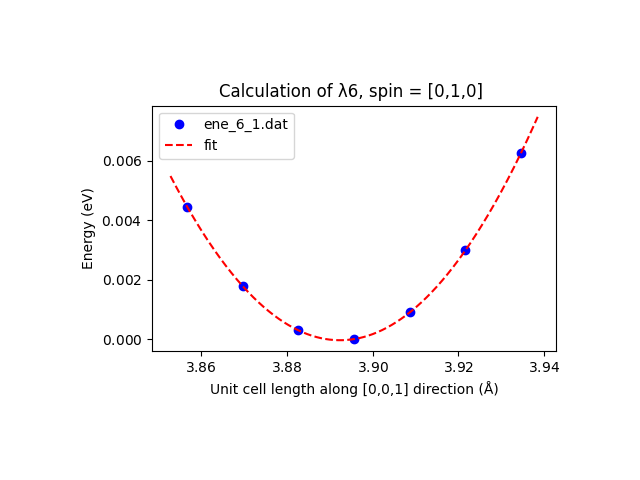 Calculation of λ6, spin = [0,1,0]
ene_6_1.dat
fit
Energy (eV)
0.006
0.004
0.002
0.000
3.86 3.88 3.90 3.92 3.94
Unit cell length along [0,0,1] direction (Å)